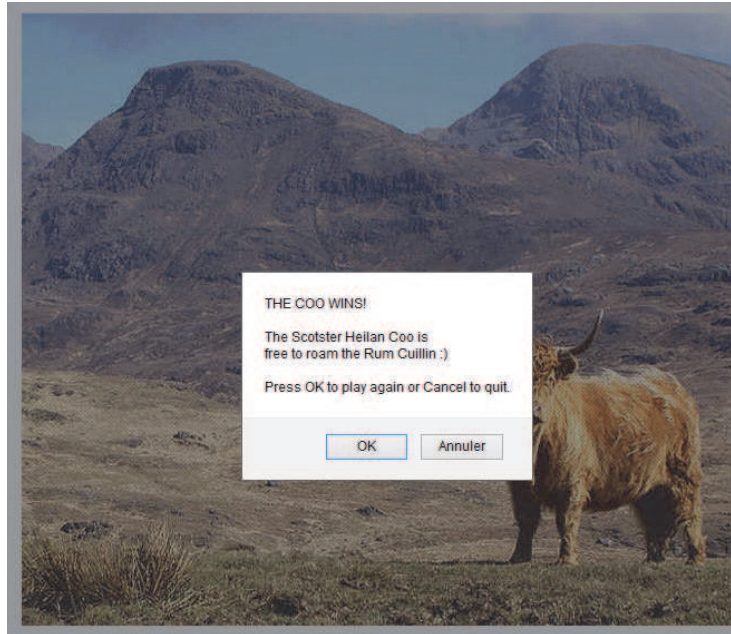 THE COO WINS!
The Scotster Heilan Coo is
free to roam the Rum Cuillin :)
Press OK to play again or Cancel to quit.
OK
Annuler